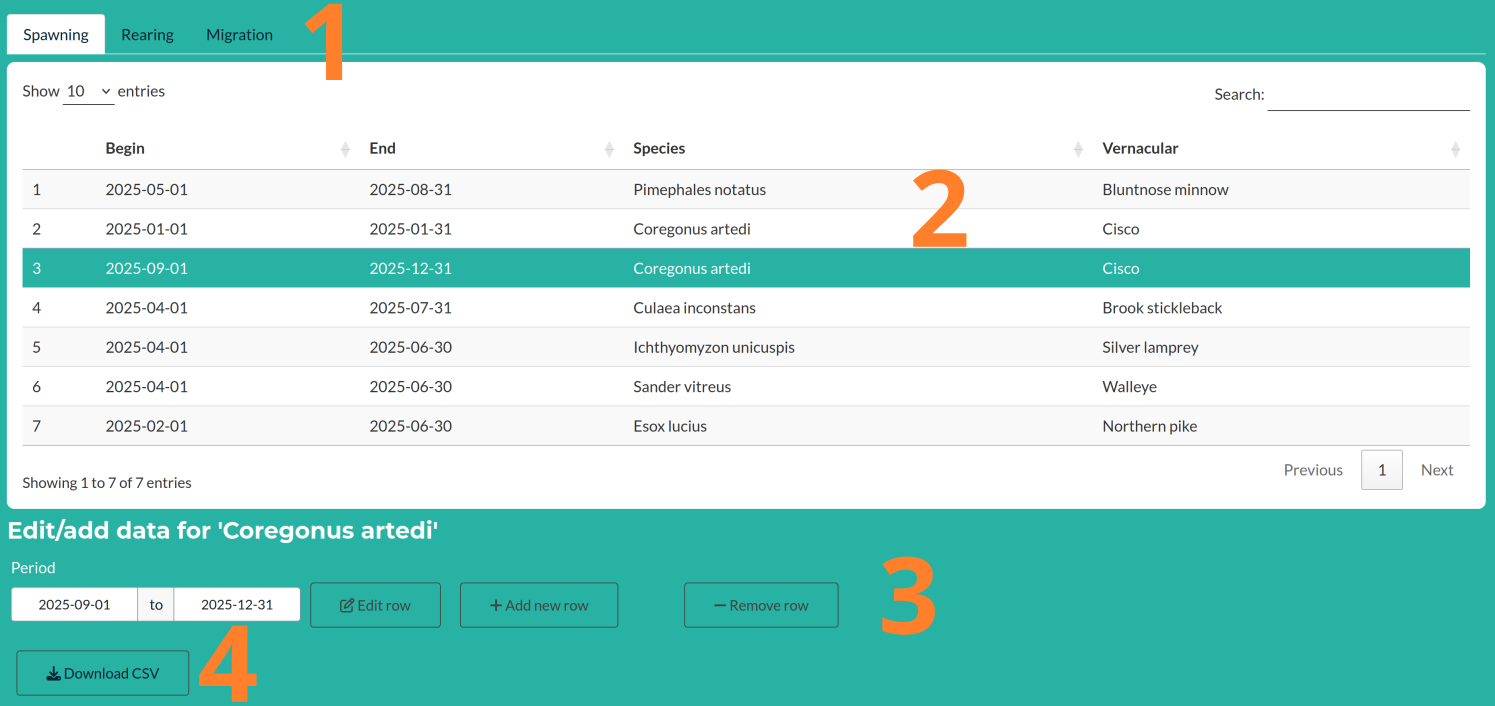 Spawning Rearing Migration 1
Show 10 entries Search:
Begin End Species Vernacular
1 2025-05-01 2025-08-31 Pimephales notatus Bluntnose minnow
2
2 2025-01-01 2025-01-31 Coregonus artedi Cisco
3 2025-09-01 2025-12-31 Coregonus artedi Cisco
4 2025-04-01 2025-07-31 Culaea inconstans Brook stickleback
5 2025-04-01 2025-06-30 Ichthyomyzon unicuspis Silver lamprey
6 2025-04-01 2025-06-30 Sander vitreus Walleye
7 2025-02-01 2025-06-30 Esox lucius Northern pike
Previous 1 Next
Showing 1 to 7 of 7 entries
Edit/add data for 'Coregonus artedi'
Period
2025-09-01 to 2025-12-31 Edit row + Add new row − Remove row 3
Download CSV 4